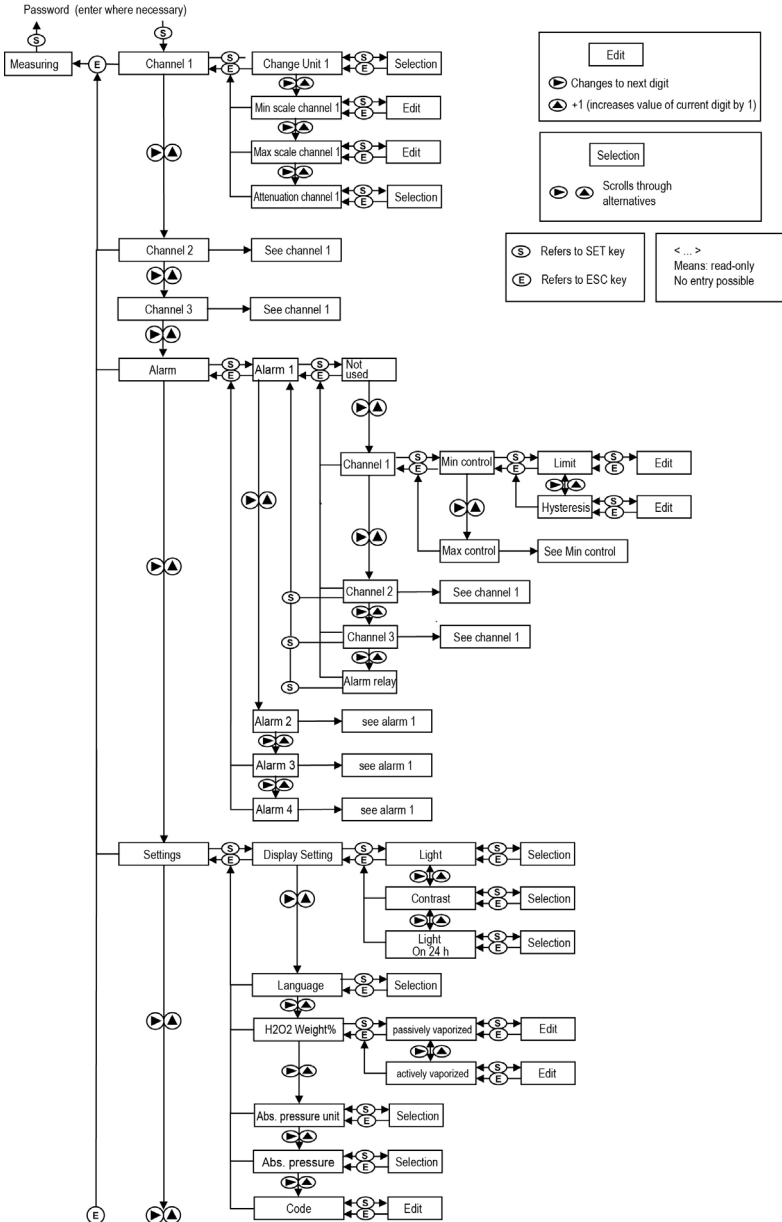 Password (enter where necessary)
S
S
Measuring
E
Channel 1
S
E
Change Unit 1
S
E
Selection
Min scale channel 1
S
E
Edit
Max scale channel 1
S
E
Edit
Attenuation channel 1
S
E
Selection
Edit
Changes to next digit
+1 (increases value of current digit by 1)
Selection
Scrolls through
alternatives
S Refers to SET key
E Refers to ESC key
< ... >
Means: read-only
No entry possible
Channel 2
See channel 1
Channel 3
See channel 1
Alarm
S
E
Alarm 1
S
E
Not
used
Channel 1
S
E
Min control
S
E
Limit
S
E
Edit
Hysteresis
S
E
Edit
Max control
See Min control
Channel 2
See channel 1
S
Channel 3
See channel 1
S
Alarm relay
S
Alarm 2
see alarm 1
Alarm 3
see alarm 1
Alarm 4
see alarm 1
Settings
S
E
Display Setting
S
E
Light
S
E
Selection
Contrast
S
E
Selection
Light
On 24 h
S
E
Selection
Language
S
E
Selection
H2O2 Weight%
S
E
passively vaporized
S
E
Edit
actively vaporized
S
E
Edit
Abs. pressure unit
S
E
Selection
Abs. pressure
S
E
Selection
Code
S
E
Edit
E